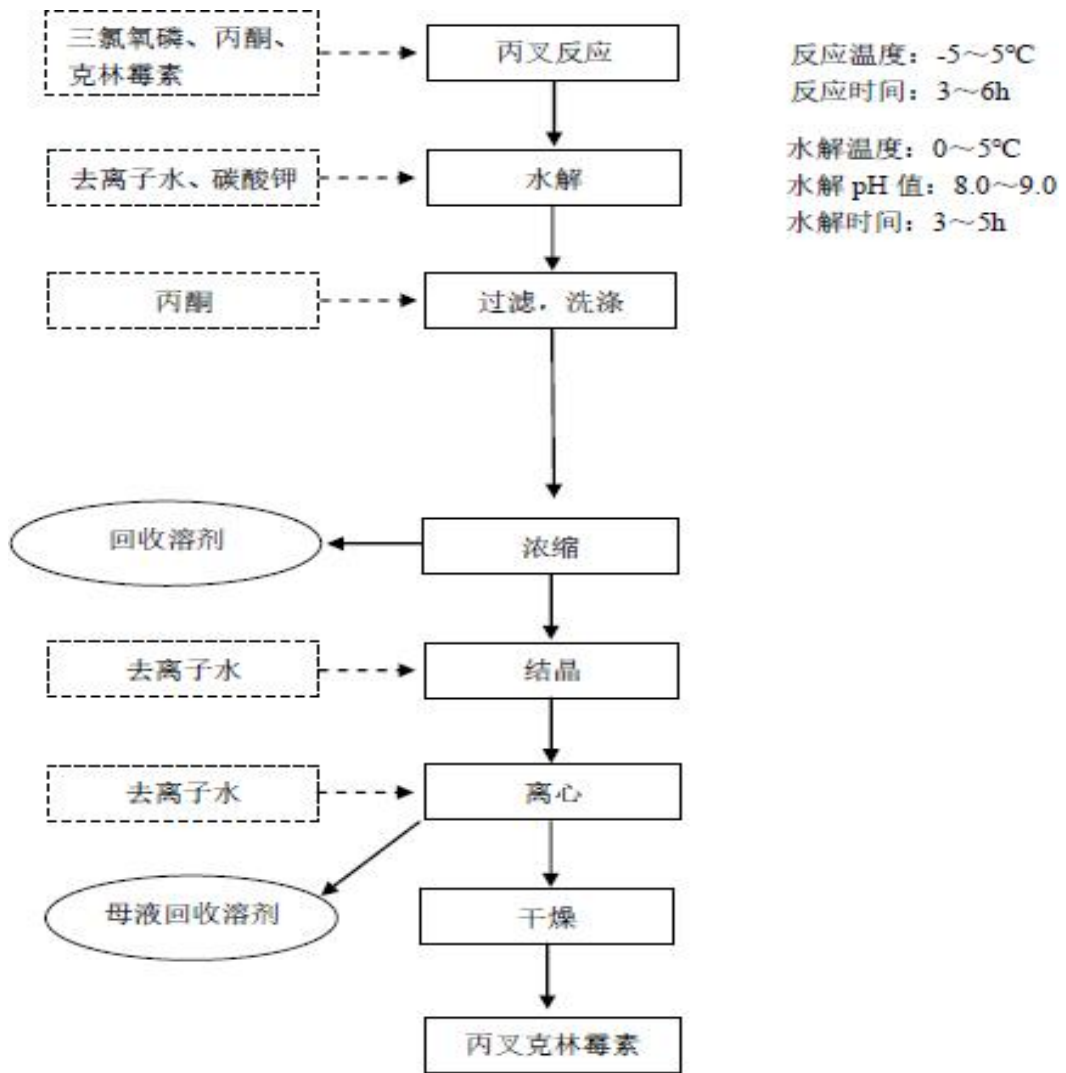 三氯氧磷、丙酮、
克林霉素
丙叉反应
反应温度：-5～5℃
反应时间：3～6h
去离子水、碳酸钾
水解
水解温度：0～5℃
水解 pH 值：8.0～9.0
水解时间：3～5h
丙酮
过滤，洗涤
回收溶剂
浓缩
去离子水
结晶
去离子水
离心
母液回收溶剂
干燥
丙叉克林霉素